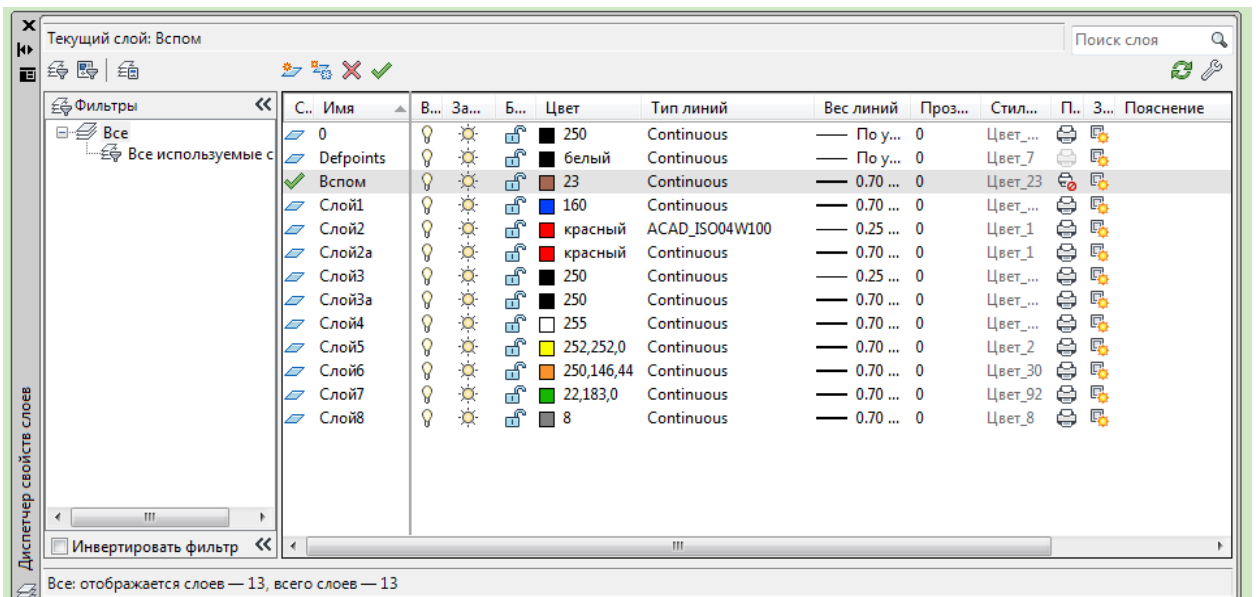 Текущий слой: Вспом
Поиск слоя
Фильтры
Все
Все используемые с
С.. Имя В... За... Б... Цвет Тип линий Вес линий Проз... Стил... П.. З... Пояснение
0 250 Continuous По у... 0 Цвет_...
Defpoints белый Continuous По у... 0 Цвет_7
Вспом 23 Continuous 0.70 ... 0 Цвет_23
Слой1 160 Continuous 0.70 ... 0 Цвет_...
Слой2 красный ACAD_ISO04W100 0.25 ... 0 Цвет_1
Слой2а красный Continuous 0.70 ... 0 Цвет_1
Слой3 250 Continuous 0.25 ... 0 Цвет_...
Слой3а 250 Continuous 0.70 ... 0 Цвет_...
Слой4 255 Continuous 0.70 ... 0 Цвет_...
Слой5 252,252,0 Continuous 0.70 ... 0 Цвет_2
Слой6 250,146,44 Continuous 0.70 ... 0 Цвет_30
Слой7 22,183,0 Continuous 0.70 ... 0 Цвет_92
Слой8 8 Continuous 0.70 ... 0 Цвет_8
Инвертировать фильтр
Все: отображается слоев — 13, всего слоев — 13
Диспетчер свойств слоев